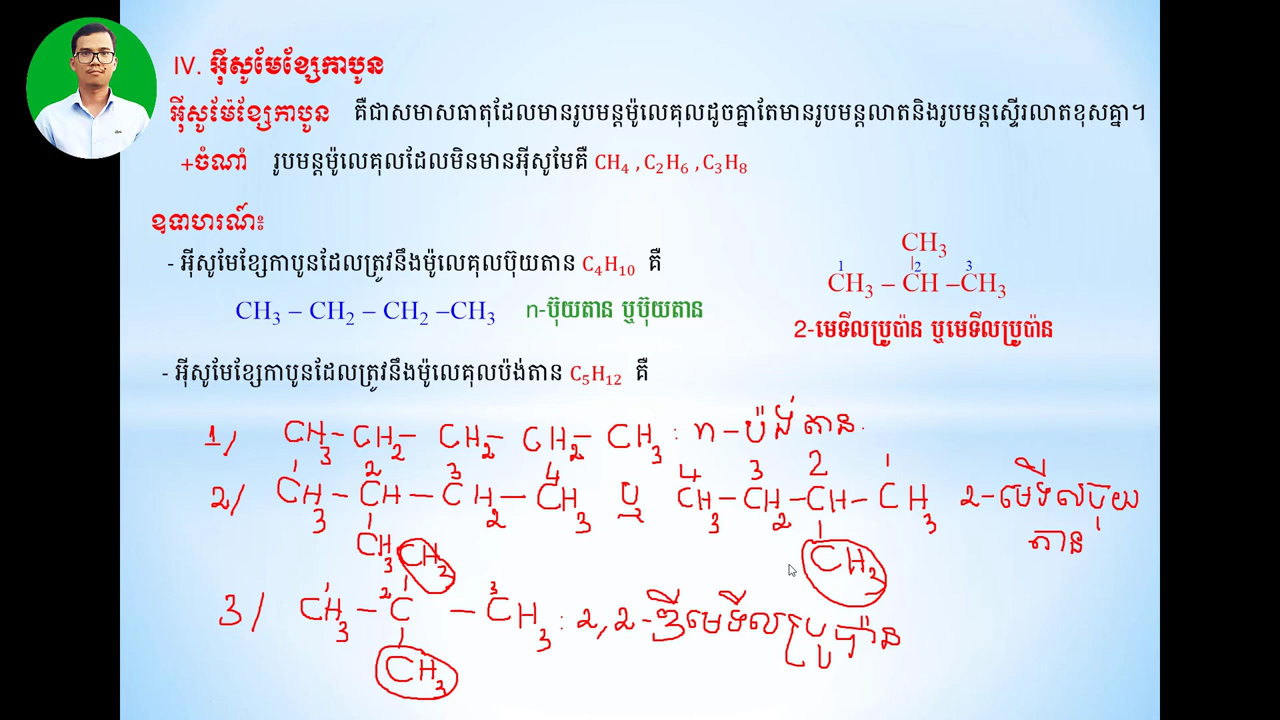 IV. អ៊ីសូមែខ្សែកាបូន
អ៊ីសូម៉ែខ្សែកាបូន គឺជាសមាសធាតុដែលមានរូបមន្តម៉ូលេគុលដូចគ្នាតែមានរូបមន្តលាតនិងរូបមន្តស្ទើរលាតខុសគ្នា។
+ចំណាំ រូបមន្តម៉ូលេគុលដែលមិនមានអ៊ីសូមែគឺ CH₄ , C₂H₆ , C₃H₈
ឧទាហរណ៍៖
- អ៊ីសូមែខ្សែកាបូនដែលត្រូវនឹងម៉ូលេគុលប៊ុយតាន C₄H₁₀ គឺ
CH₃ – CH₂ – CH₂ –CH₃ n-ប៊ុយតាន ឬប៊ុយតាន
CH₃
1 2 3
CH₃ – CH –CH₃
2-មេទីលប្រូប៉ាន ឬមេទីលប្រូប៉ាន
- អ៊ីសូមែខ្សែកាបូនដែលត្រូវនឹងម៉ូលេគុលប៉ង់តាន C₅H₁₂ គឺ
1/ CH₃– CH₂– CH₂– CH₂– CH₃ : n –ប៉ង់តាន.
1 2 3 4 4 3 2 1
2/ CH₃ – CH – CH₂ – CH₃ ឬ CH₃ – CH₂ – CH – CH₃ 2-មេទីលប៊ុយ
តាន
CH₃ CH₃
CH₃
1 2 3
3/ CH₃ – C – CH₃ : 2,2-ឌីមេទីលប្រូប៉ាន
CH₃